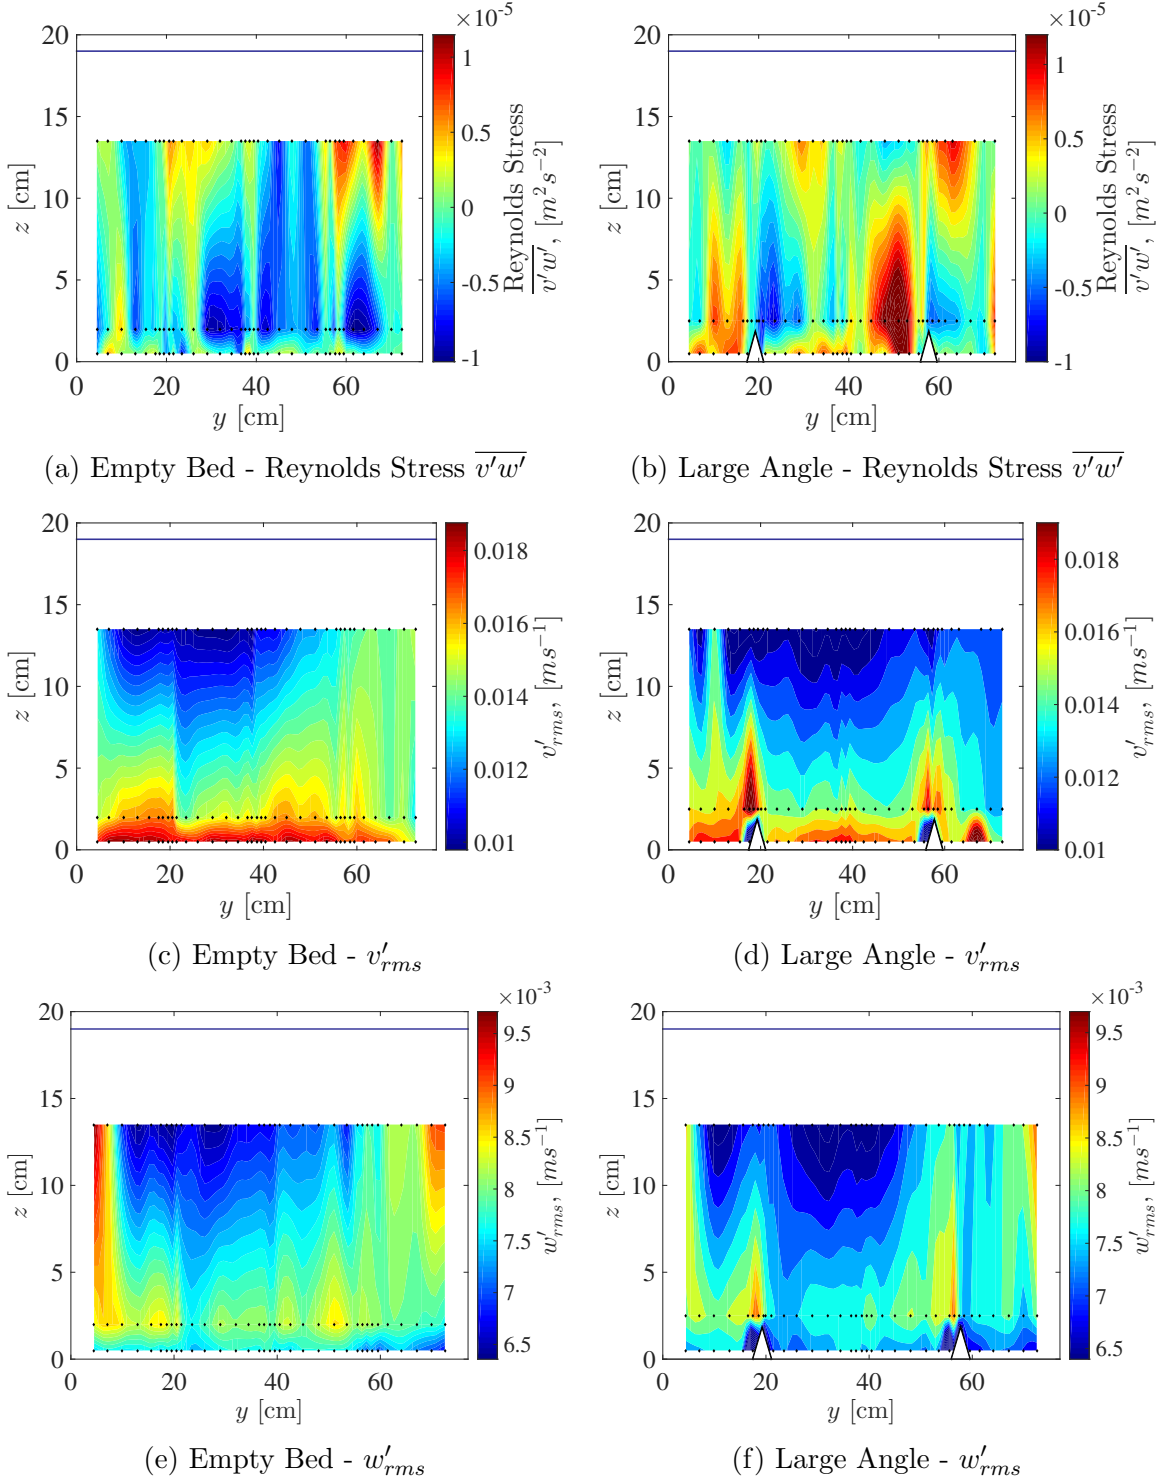 ×10⁻⁵
20
15
10
5
0
z [cm]
0 20 40 60
y [cm]
1
0.5
0
-0.5
-1
Reynolds Stress
v'w', [m²s⁻²]
(a) Empty Bed - Reynolds Stress v'w'
×10⁻⁵
20
15
10
5
0
z [cm]
0 20 40 60
y [cm]
1
0.5
0
-0.5
-1
Reynolds Stress
v'w', [m²s⁻²]
(b) Large Angle - Reynolds Stress v'w'
20
15
10
5
0
z [cm]
0 20 40 60
y [cm]
0.018
0.016
0.014
0.012
0.01
v'rms, [ms⁻¹]
(c) Empty Bed - v'rms
20
15
10
5
0
z [cm]
0 20 40 60
y [cm]
0.018
0.016
0.014
0.012
0.01
v'rms, [ms⁻¹]
(d) Large Angle - v'rms
×10⁻³
20
15
10
5
0
z [cm]
0 20 40 60
y [cm]
9.5
9
8.5
8
7.5
7
6.5
w'rms, [ms⁻¹]
(e) Empty Bed - w'rms
×10⁻³
20
15
10
5
0
z [cm]
0 20 40 60
y [cm]
9.5
9
8.5
8
7.5
7
6.5
w'rms, [ms⁻¹]
(f) Large Angle - w'rms